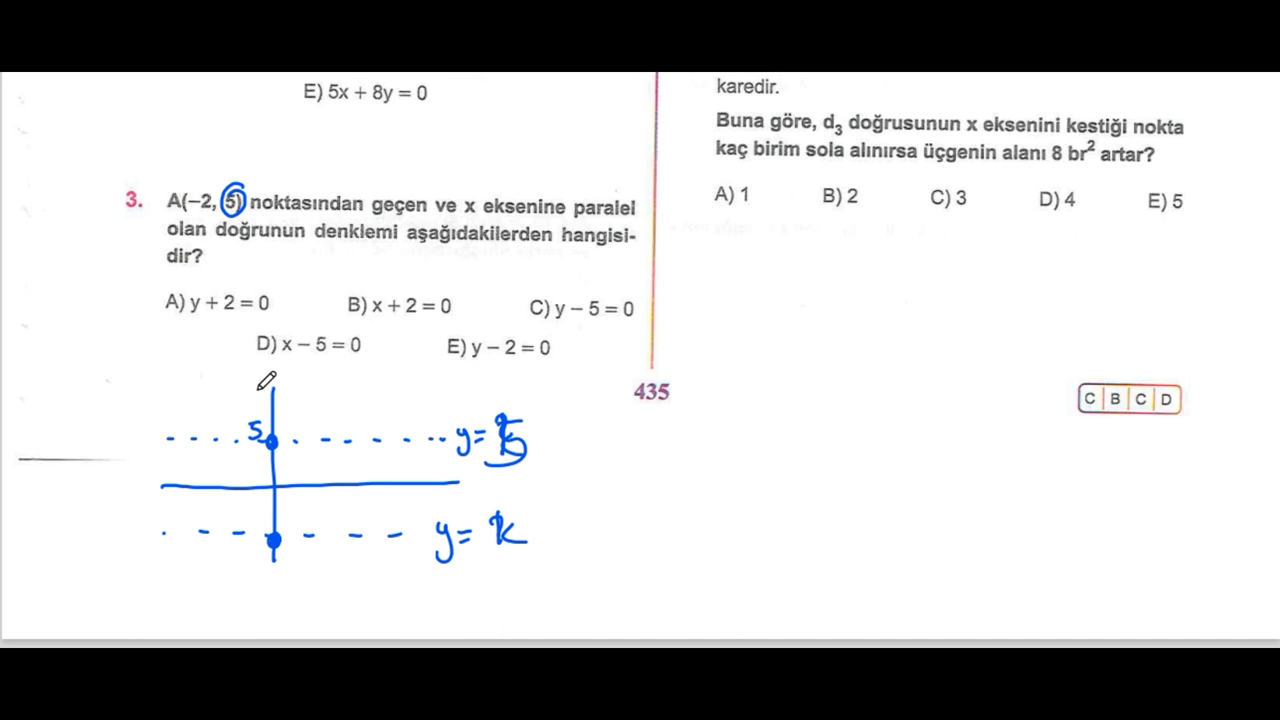 E) 5x + 8y = 0
3. A(−2, 5) noktasından geçen ve x eksenine paralel
olan doğrunun denklemi aşağıdakilerden hangisi-
dir?
A) y + 2 = 0 B) x + 2 = 0 C) y − 5 = 0
D) x − 5 = 0 E) y − 2 = 0
5
y = 5
y = k
karedir.
Buna göre, d₃ doğrusunun x eksenini kestiği nokta
kaç birim sola alınırsa üçgenin alanı 8 br² artar?
A) 1 B) 2 C) 3 D) 4 E) 5
435
C B C D